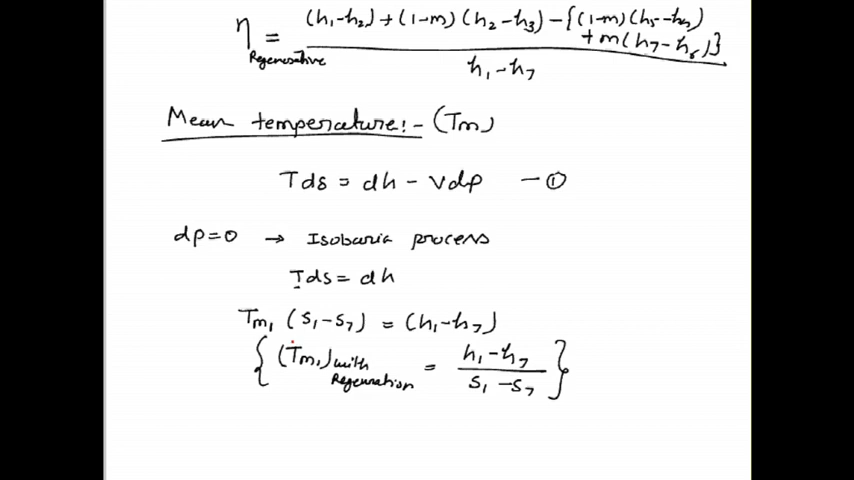 η Regenerative = (h₁-h₂) + (1-m) (h₂-h₃) - {(1-m)(h₅-h₄) + m(h₇-h₆)} / h₁-h₇
Mean temperature:- (Tm)
Tds = dh - vdp - ①
dp=0 → Isobaric process
Tds = dh
Tm₁ (s₁-s₇) = (h₁-h₇)
{ (Tm₁) with Regenration = h₁-h₇ / s₁-s₇ }